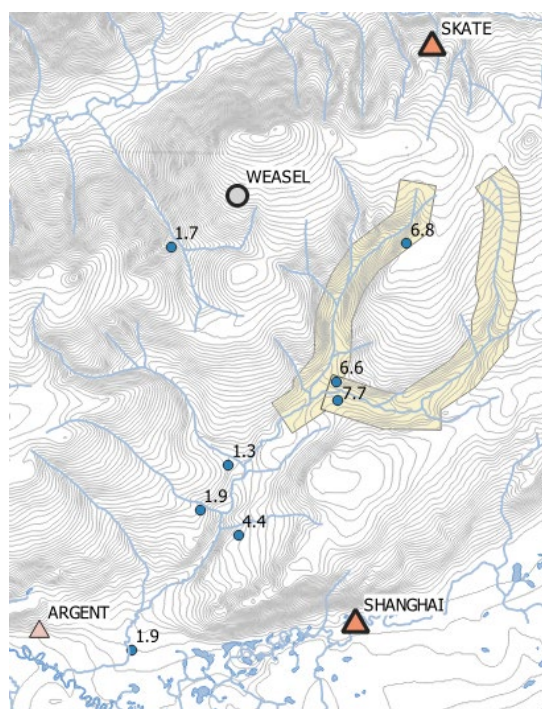 SKATE
WEASEL
1.7
6.8
6.6
7.7
1.3
1.9
4.4
ARGENT
SHANGHAI
1.9